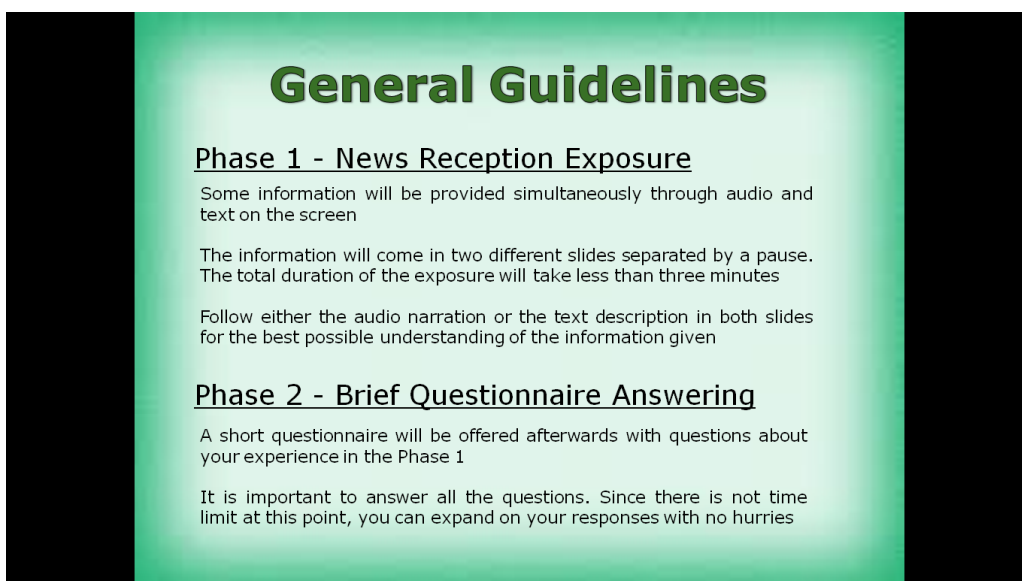 General Guidelines
Phase 1 - News Reception Exposure
Some information will be provided simultaneously through audio and
text on the screen
The information will come in two different slides separated by a pause.
The total duration of the exposure will take less than three minutes
Follow either the audio narration or the text description in both slides
for the best possible understanding of the information given
Phase 2 - Brief Questionnaire Answering
A short questionnaire will be offered afterwards with questions about
your experience in the Phase 1
It is important to answer all the questions. Since there is not time
limit at this point, you can expand on your responses with no hurries